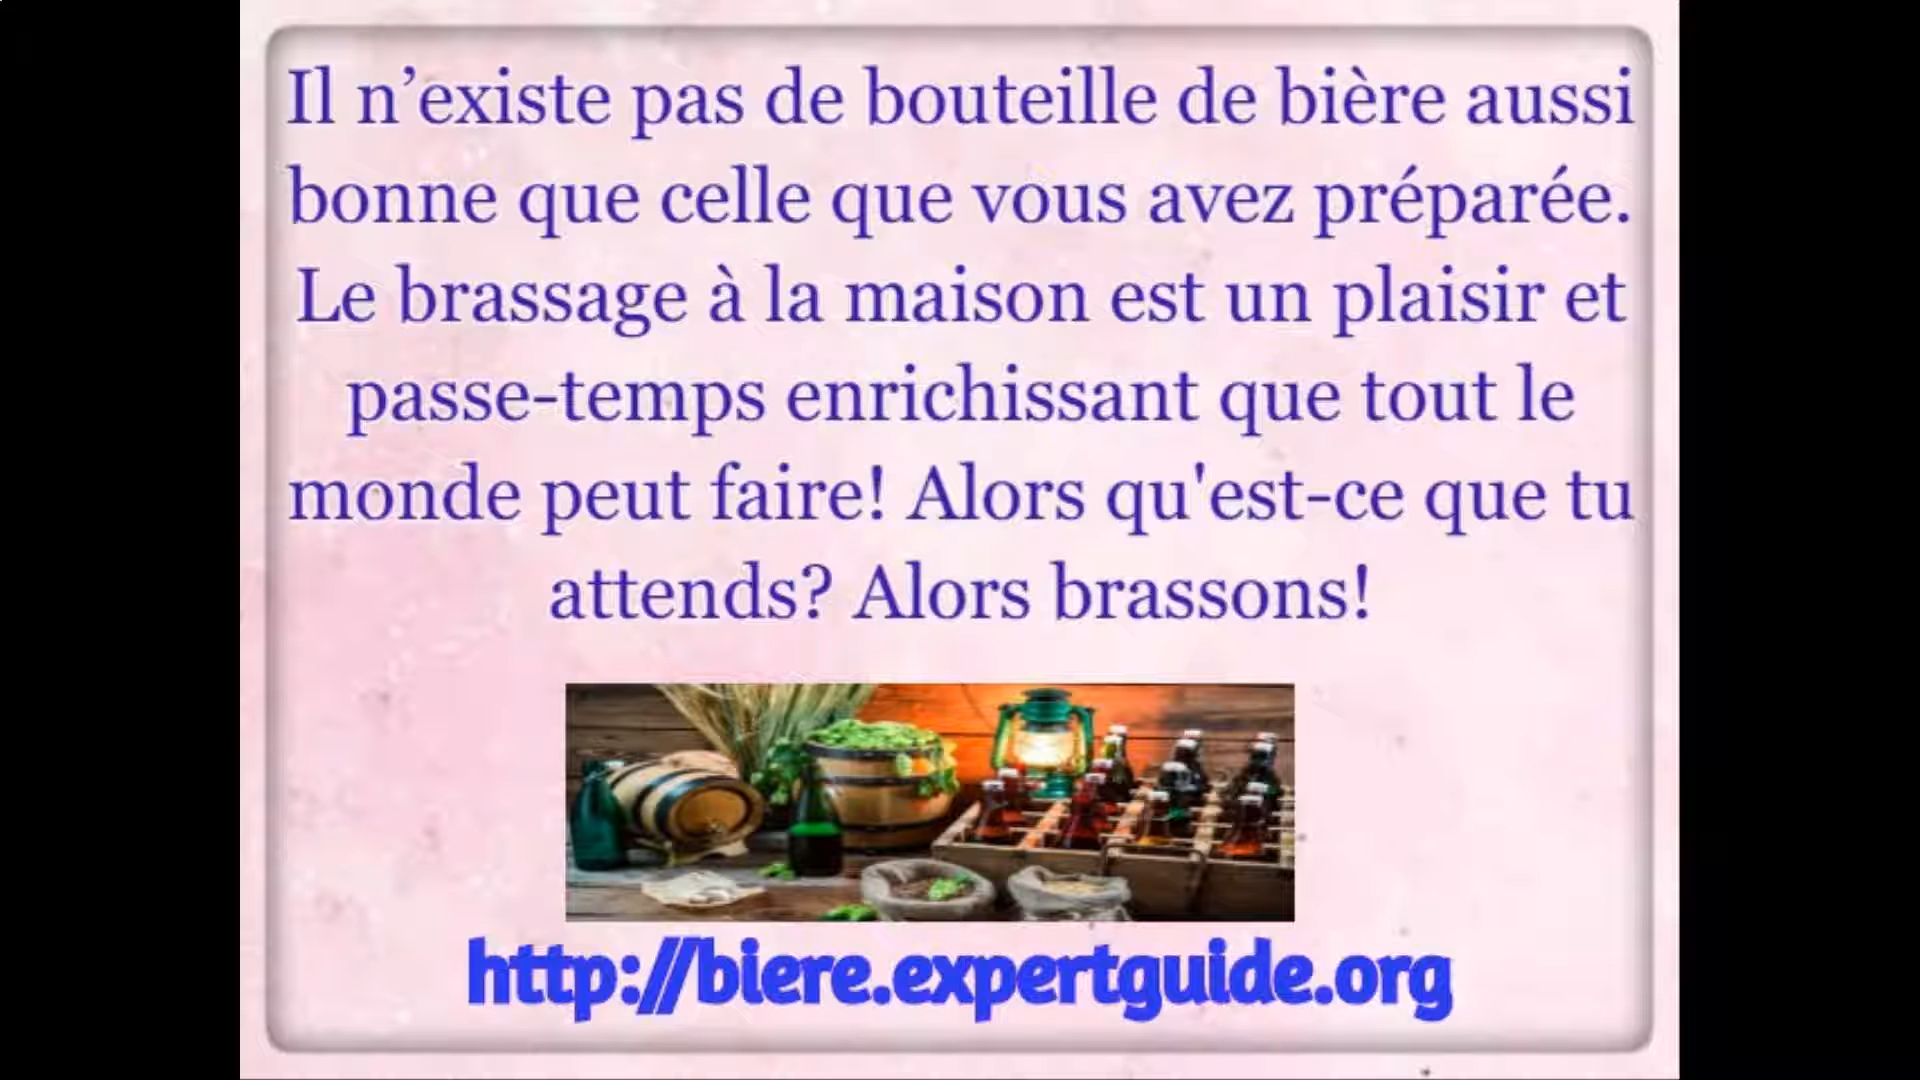 Il n’existe pas de bouteille de bière aussi
bonne que celle que vous avez préparée.
Le brassage à la maison est un plaisir et
passe-temps enrichissant que tout le
monde peut faire! Alors qu'est-ce que tu
attends? Alors brassons!
http://biere.expertguide.org